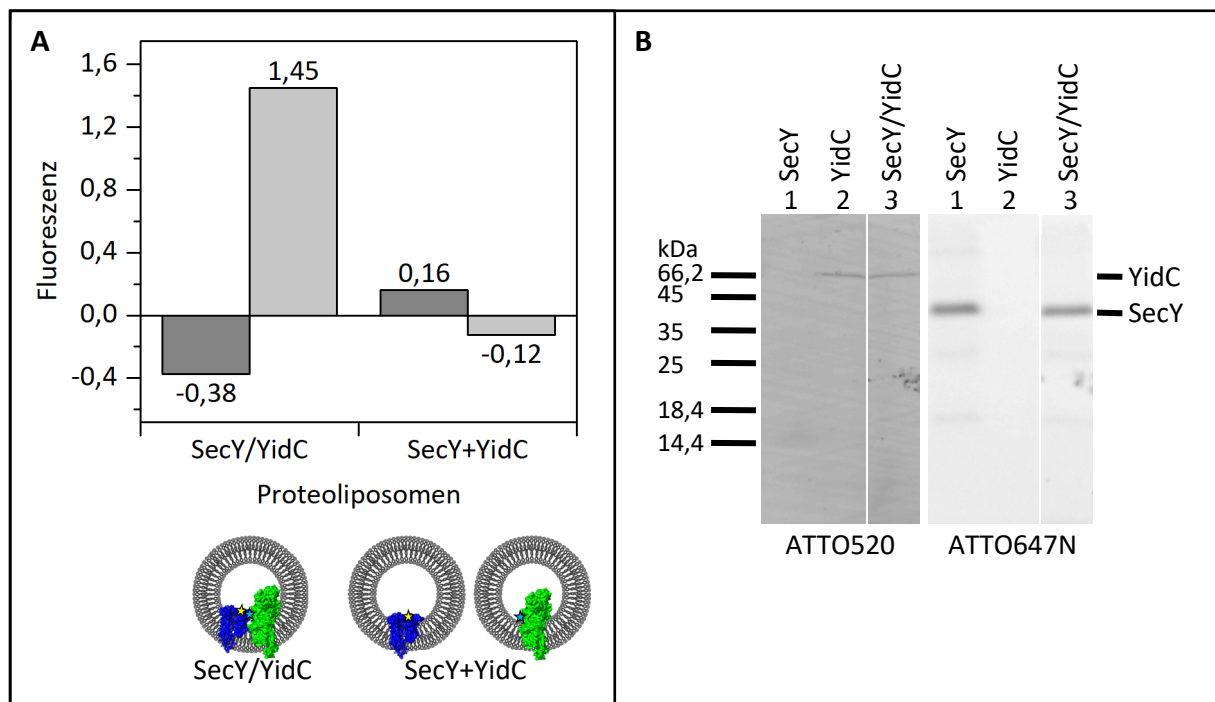 A
1,6
1,2
0,8
0,4
0,0
-0,4
Fluoreszenz
1,45
0,16
-0,38
-0,12
SecY/YidC
SecY+YidC
Proteoliposomen
SecY/YidC
SecY+YidC
B
SecY
YidC
SecY/YidC
SecY
YidC
SecY/YidC
1
2
3
1
2
3
kDa
66,2
45
35
25
18,4
14,4
YidC
SecY
ATTO520
ATTO647N